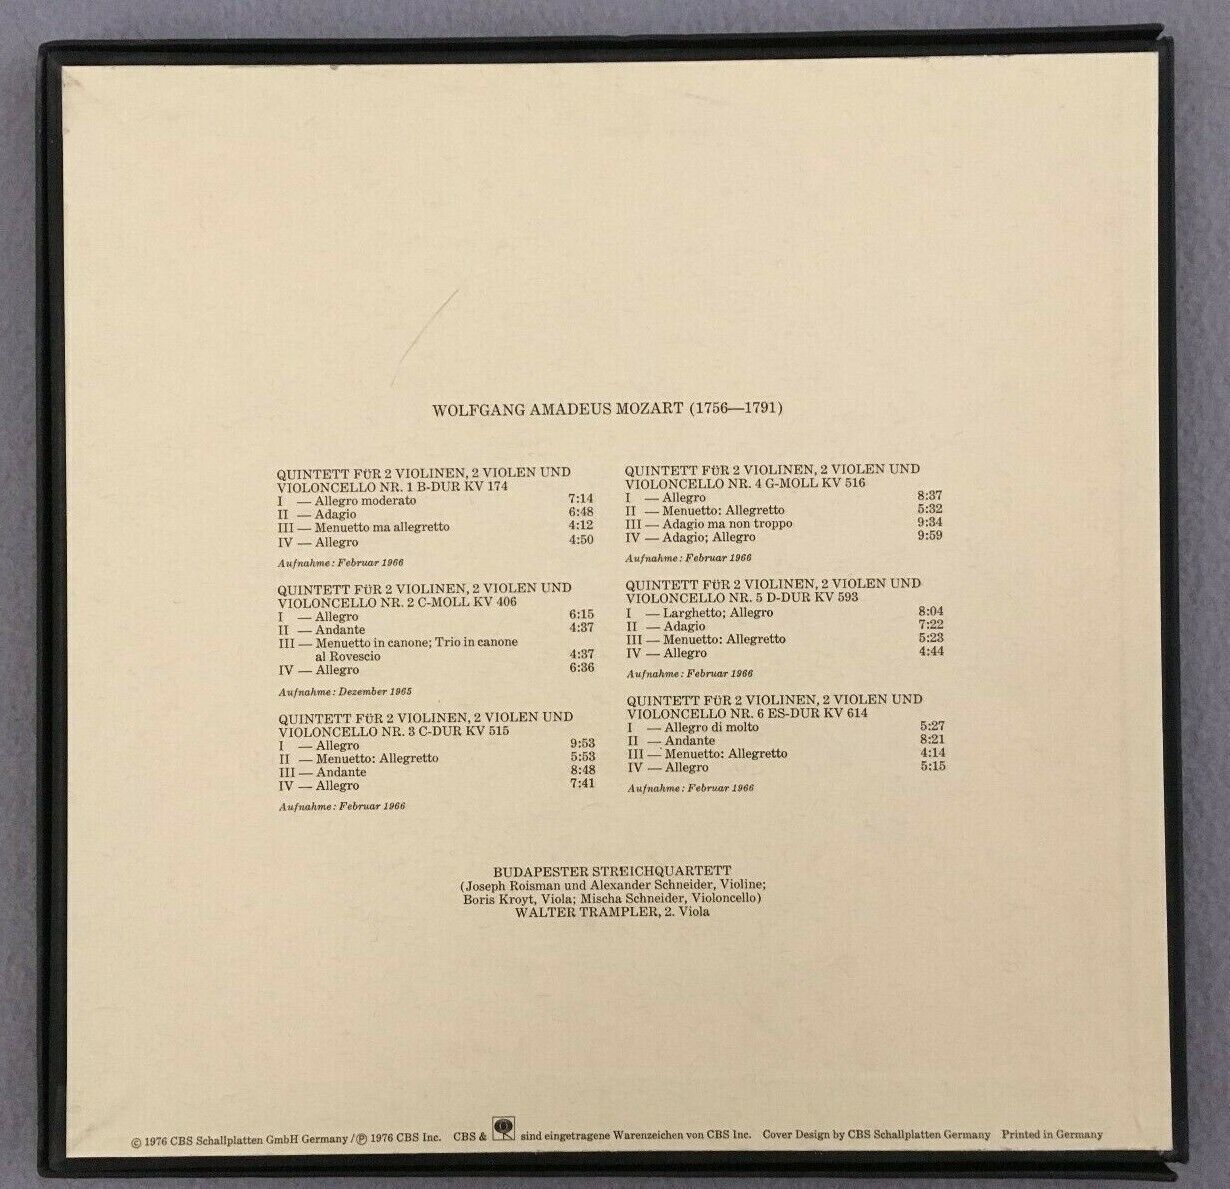 WOLFGANG AMADEUS MOZART (1756—1791)
QUINTETT FÜR 2 VIOLINEN, 2 VIOLEN UND
VIOLONCELLO NR. 1 B-DUR KV 174
I — Allegro moderato 7:14
II — Adagio 6:48
III — Menuetto ma allegretto 4:12
IV — Allegro 4:50
Aufnahme: Februar 1966
QUINTETT FÜR 2 VIOLINEN, 2 VIOLEN UND
VIOLONCELLO NR. 2 C-MOLL KV 406
I — Allegro 6:15
II — Andante 4:37
III — Menuetto in canone; Trio in canone
al Rovescio 4:37
IV — Allegro 6:36
Aufnahme: Dezember 1965
QUINTETT FÜR 2 VIOLINEN, 2 VIOLEN UND
VIOLONCELLO NR. 3 C-DUR KV 515
I — Allegro 9:53
II — Menuetto: Allegretto 5:53
III — Andante 8:48
IV — Allegro 7:41
Aufnahme: Februar 1966
QUINTETT FÜR 2 VIOLINEN, 2 VIOLEN UND
VIOLONCELLO NR. 4 G-MOLL KV 516
I — Allegro 8:37
II — Menuetto: Allegretto 5:32
III — Adagio ma non troppo 9:34
IV — Adagio; Allegro 9:59
Aufnahme: Februar 1966
QUINTETT FÜR 2 VIOLINEN, 2 VIOLEN UND
VIOLONCELLO NR. 5 D-DUR KV 593
I — Larghetto; Allegro 8:04
II — Adagio 7:22
III — Menuetto: Allegretto 5:23
IV — Allegro 4:44
Aufnahme: Februar 1966
QUINTETT FÜR 2 VIOLINEN, 2 VIOLEN UND
VIOLONCELLO NR. 6 ES-DUR KV 614
I — Allegro di molto 5:27
II — Andante 8:21
III — Menuetto: Allegretto 4:14
IV — Allegro 5:15
Aufnahme: Februar 1966
BUDAPESTER STREICHQUARTETT
(Joseph Roisman und Alexander Schneider, Violine;
Boris Kroyt, Viola; Mischa Schneider, Violoncello)
WALTER TRAMPLER, 2. Viola
© 1976 CBS Schallplatten GmbH Germany / ℗ 1976 CBS Inc. CBS & sind eingetragene Warenzeichen von CBS Inc. Cover Design by CBS Schallplatten Germany Printed in Germany